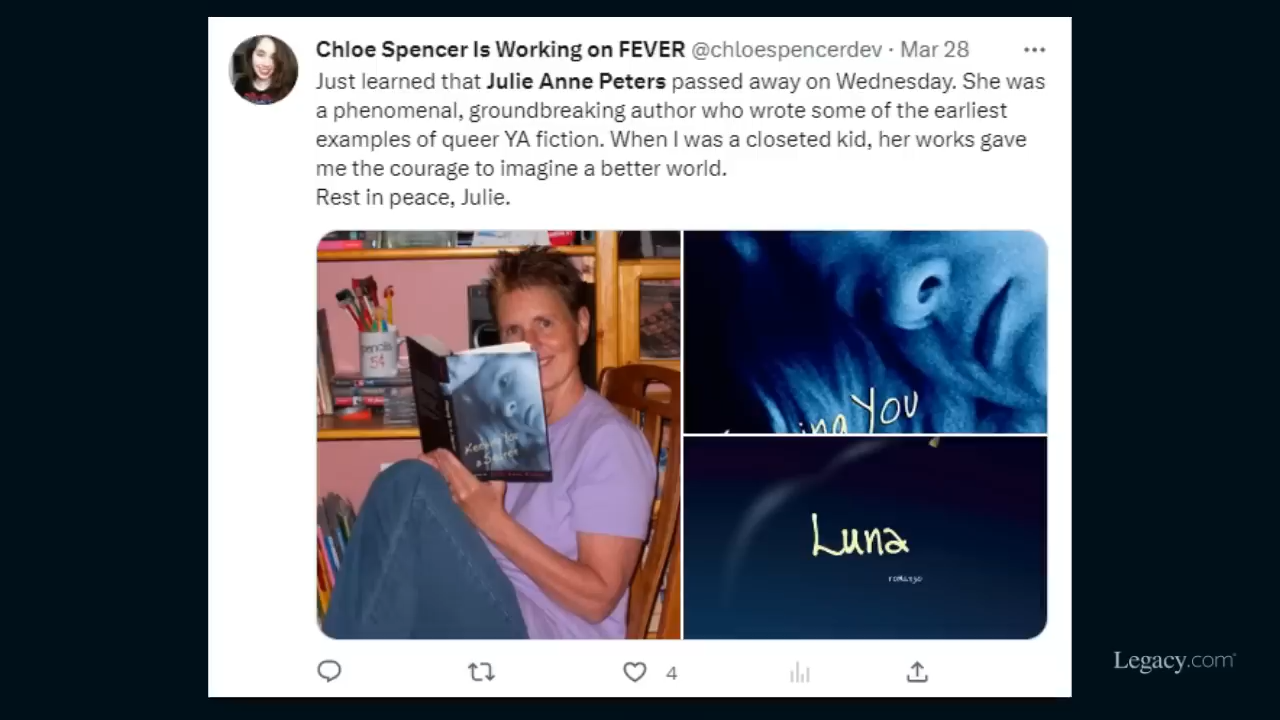 Chloe Spencer Is Working on FEVER @chloespencerdev · Mar 28 ...
Just learned that Julie Anne Peters passed away on Wednesday. She was
a phenomenal, groundbreaking author who wrote some of the earliest
examples of queer YA fiction. When I was a closeted kid, her works gave
me the courage to imagine a better world.
Rest in peace, Julie.
pencils
5¢
Keeping You
a Secret
You
Luna
romanzo
4
Legacy.com